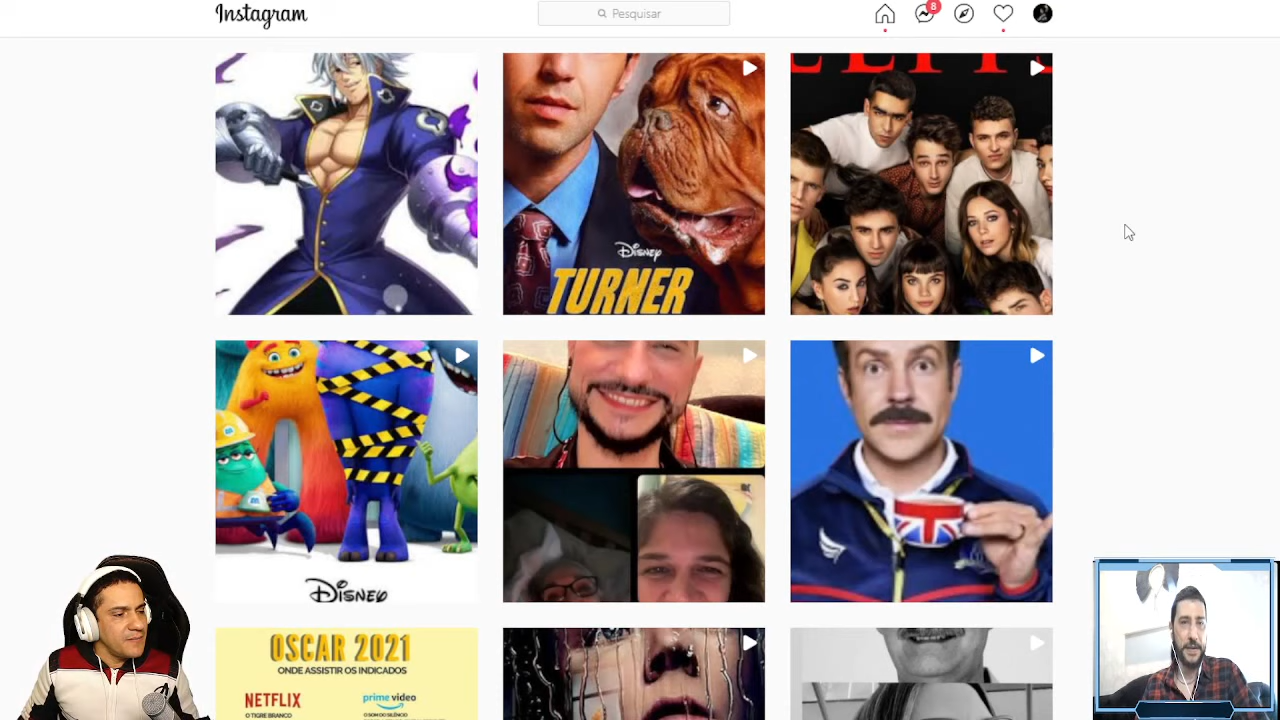 Instagram
Pesquisar
8
Disney
TURNER
Disney
OSCAR 2021
ONDE ASSISTIR OS INDICADOS
NETFLIX
prime video
O TIGRE BRANCO
O SOM DO SILÊNCIO